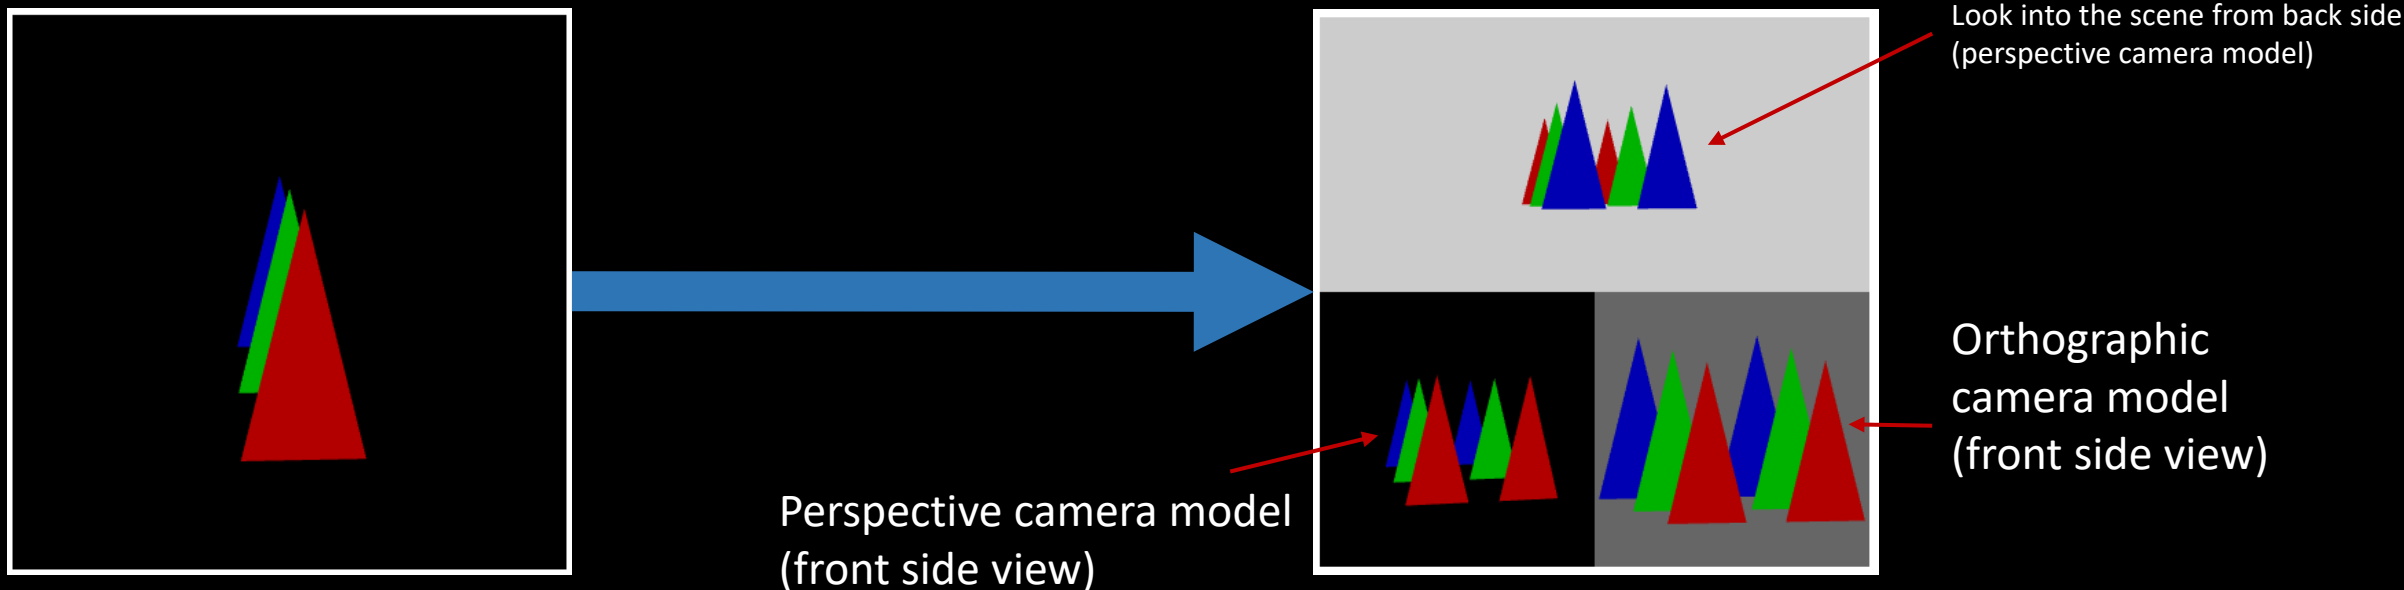 Look into the scene from back side
(perspective camera model)
Perspective camera model
(front side view)
Orthographic
camera model
(front side view)